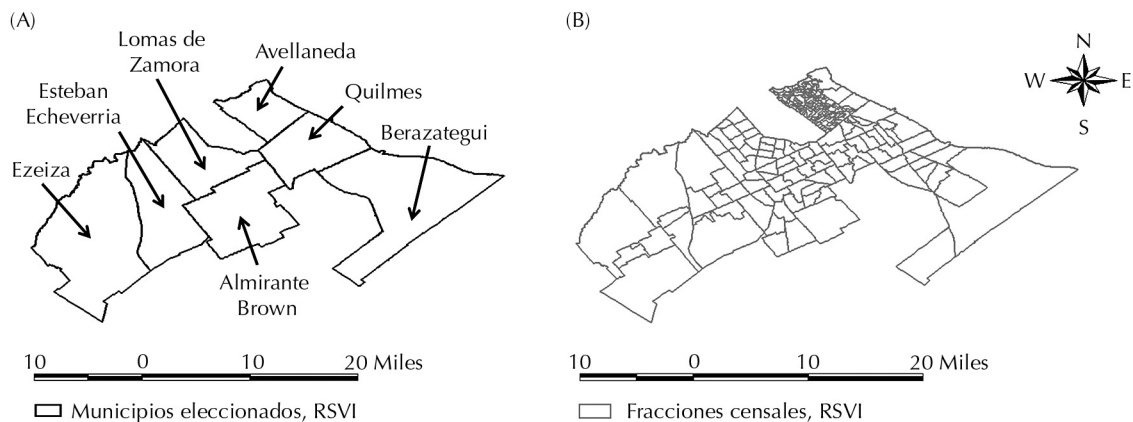 (A)
Lomas de
Zamora
Avellaneda
Esteban
Echeverria
Quilmes
Berazategui
Ezeiza
Almirante
Brown
10 0 10 20 Miles
Municipios eleccionados, RSVI
(B)
N
W E
S
10 0 10 20 Miles
Fracciones censales, RSVI